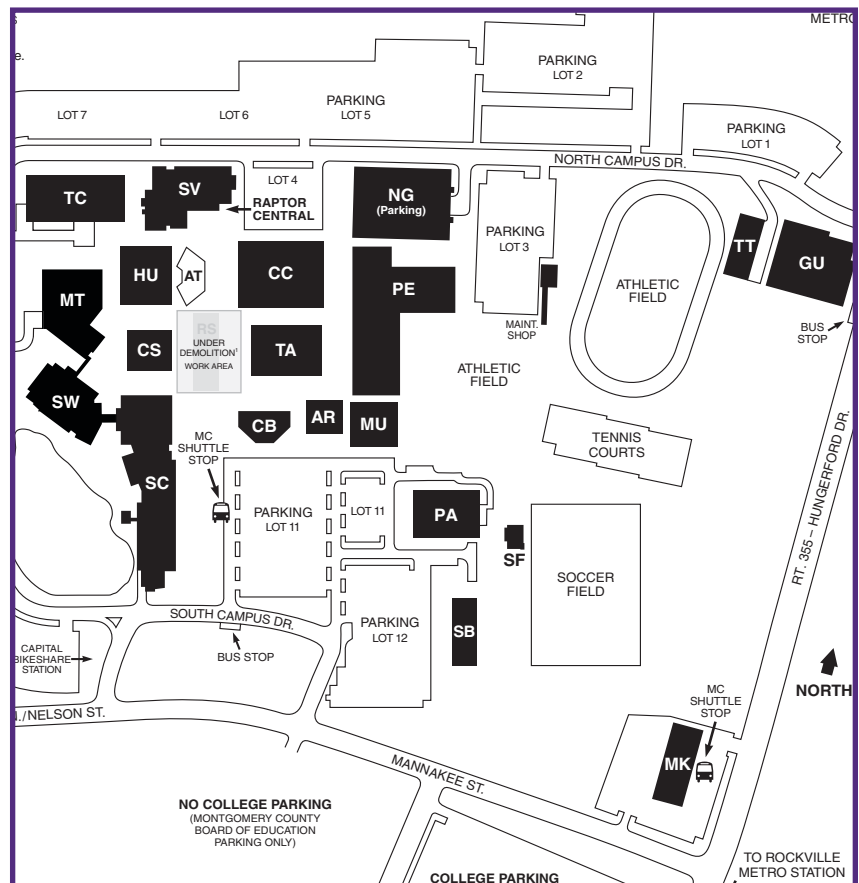 METRO
e.
PARKING
LOT 2
LOT 7
LOT 6
PARKING
LOT 5
PARKING
LOT 1
NORTH CAMPUS DR.
TC
SV
LOT 4
RAPTOR
CENTRAL
NG
(Parking)
PARKING
LOT 3
TT
GU
HU
AT
CC
PE
ATHLETIC
FIELD
MT
MAINT.
SHOP
BUS
STOP
CS
RS
UNDER
DEMOLITION¹
WORK AREA
TA
ATHLETIC
FIELD
SW
CB
AR
MU
TENNIS
COURTS
MC
SHUTTLE
STOP
SC
PARKING
LOT 11
LOT 11
PA
SF
RT. 355 – HUNGERFORD DR.
SOCCER
FIELD
SOUTH CAMPUS DR.
PARKING
LOT 12
SB
BUS STOP
CAPITAL
BIKESHARE
STATION
NORTH
N./NELSON ST.
MC
SHUTTLE
STOP
MK
MANNAKEE ST.
NO COLLEGE PARKING
(MONTGOMERY COUNTY
BOARD OF EDUCATION
PARKING ONLY)
TO ROCKVILLE
METRO STATION
COLLEGE PARKING